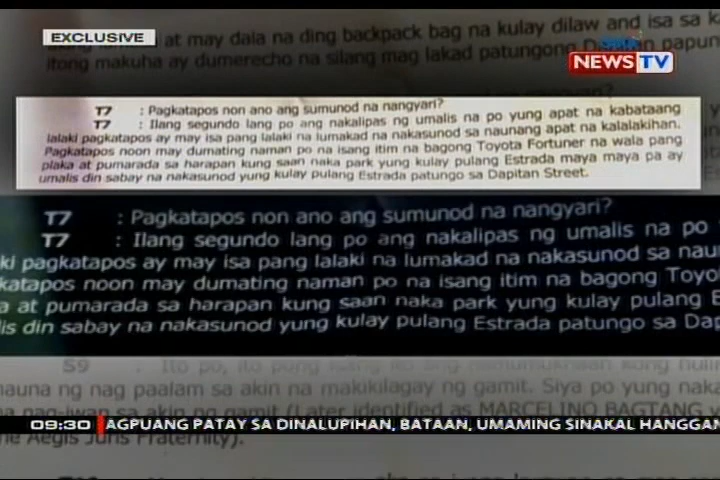 EXCLUSIVE
at may dala na ding backpack bag na kulay dilaw and isa sa
NEWSTV
itong makuha ay dumerecho na silang mag lakad patungong
T7 : Pagkatapos non ano ang sumunod na nangyari?
T7 : Ilang segundo lang po ang nakalipas ng umalis na po yung apat na kabataang
lalaki pagkatapos ay may isa pang lalaki na lumakad na nakasunod sa naunang apat na kalalakihan.
Pagkatapos noon may dumating naman po na isang itim na bagong Toyota Fortuner na wala pang
plaka at pumarada sa harapan kung saan naka park yung kulay pulang Estrada maya maya pa ay
umalis din sabay na nakasunod yung kulay pulang Estrada patungo sa Dapitan Street.
T7 : Pagkatapos non ano ang sumunod na nangyari?
T7 : Ilang segundo lang po ang nakalipas ng umalis na po
ki pagkatapos ay may isa pang lalaki na lumakad na nakasunod sa nau
katapos noon may dumating naman po na isang itim na bagong Toyo
a at pumarada sa harapan kung saan naka park yung kulay pulang E
lis din sabay na nakasunod yung kulay pulang Estrada patungo sa Dap
S9 : Ito po, ito pung
nauna ng nag paalam sa akin na makikilagay ng gamit. Siya po yung naka
nag-iwan sa akin ng gamit (Later identified as MARCELINO BAGTANG
09:30 AGPUANG PATAY SA DINALUPIHAN, BATAAN, UMAMING SINAKAL HANGGAN
he Aegis Juris Fraternity).